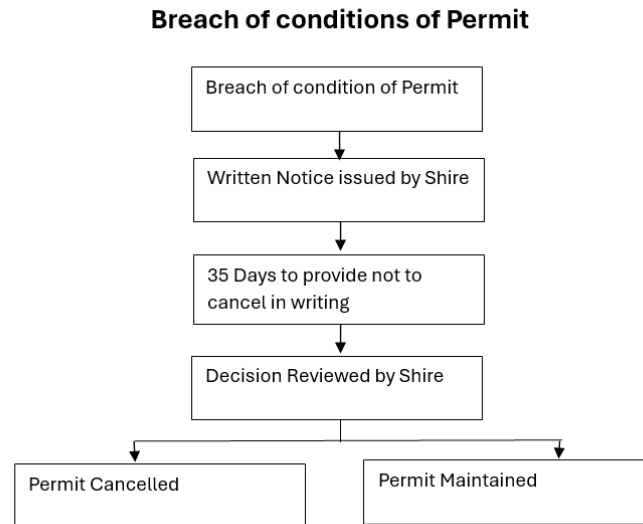 Breach of conditions of Permit
Breach of condition of Permit
Written Notice issued by Shire
35 Days to provide not to
cancel in writing
Decision Reviewed by Shire
Permit Cancelled
Permit Maintained